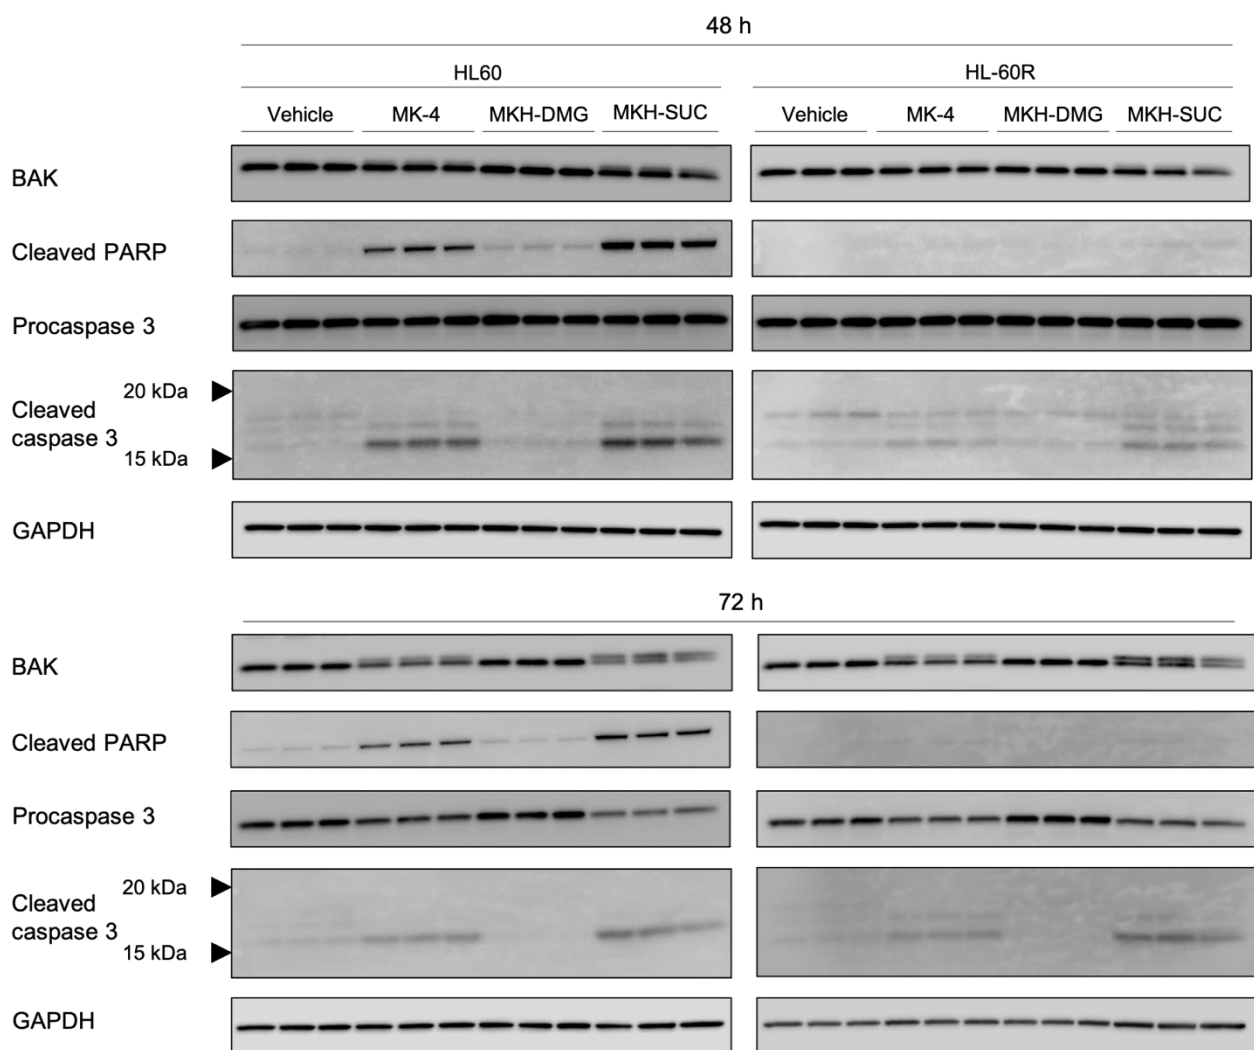 48 h
HL60 HL-60R
Vehicle MK-4 MKH-DMG MKH-SUC Vehicle MK-4 MKH-DMG MKH-SUC
BAK
Cleaved PARP
Procaspase 3
20 kDa
Cleaved
caspase 3
15 kDa
GAPDH
72 h
BAK
Cleaved PARP
Procaspase 3
20 kDa
Cleaved
caspase 3
15 kDa
GAPDH